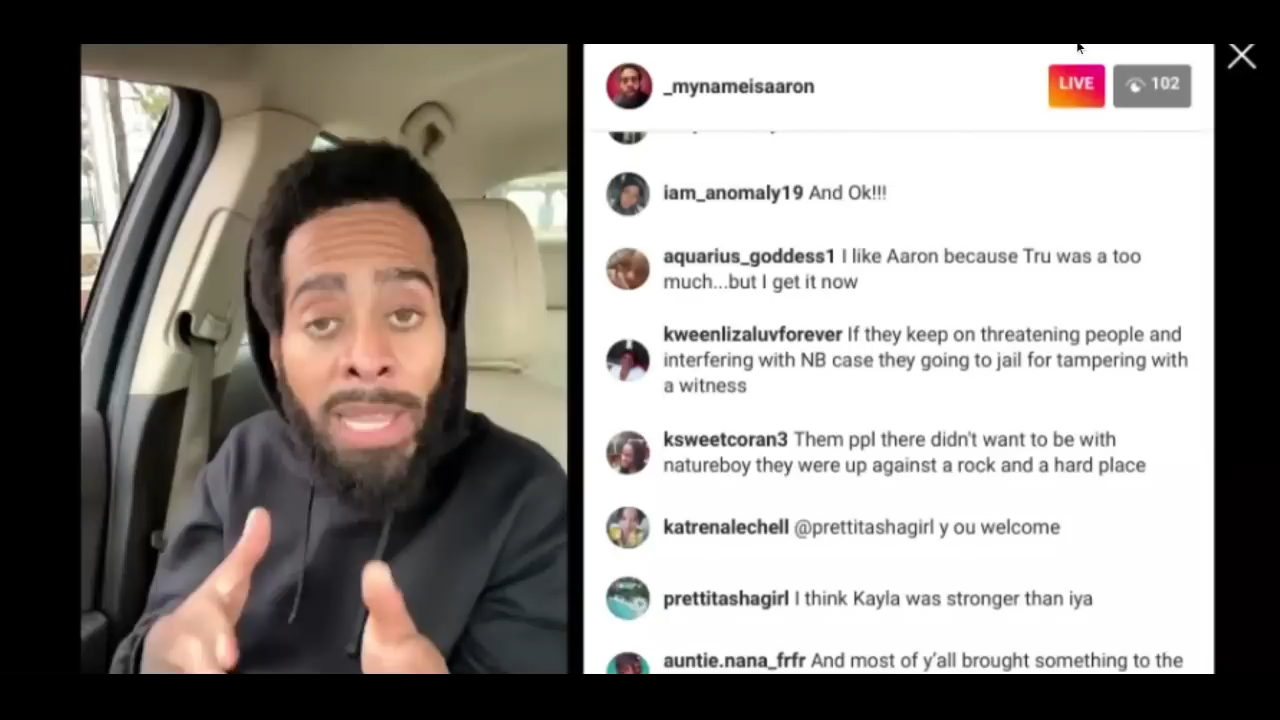 _mynameisaaron
LIVE
102
iam_anomaly19 And Ok!!!
aquarius_goddess1 I like Aaron because Tru was a too
much...but I get it now
kweenlizaluvforever If they keep on threatening people and
interfering with NB case they going to jail for tampering with
a witness
ksweetcoran3 Them ppl there didn't want to be with
natureboy they were up against a rock and a hard place
katrenalechell @prettitashagirl y ou welcome
prettitashagirl I think Kayla was stronger than iya
auntie.nana_frfr And most of y'all brought something to the